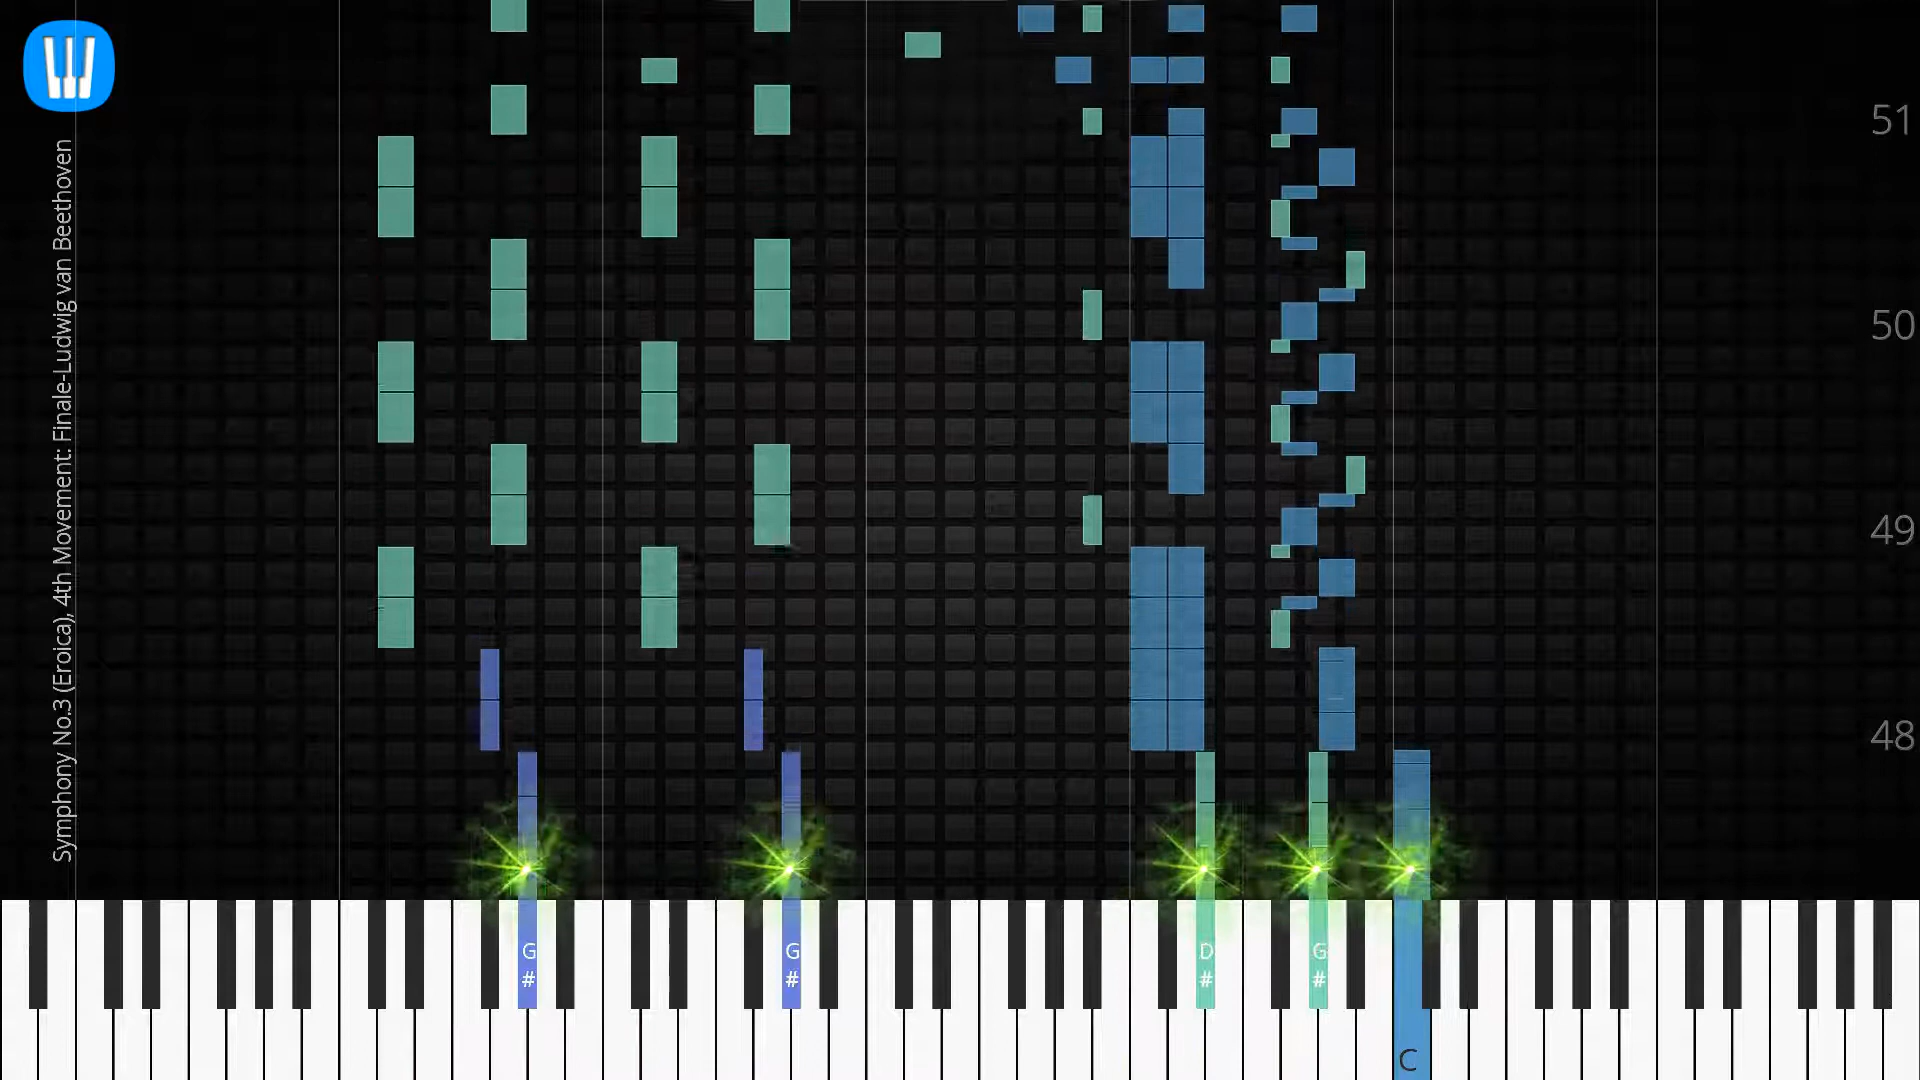 Symphony No.3 (Eroica), 4th Movement: Finale-Ludwig van Beethoven
51
50
49
48
G
#
G
#
D
#
G
#
C